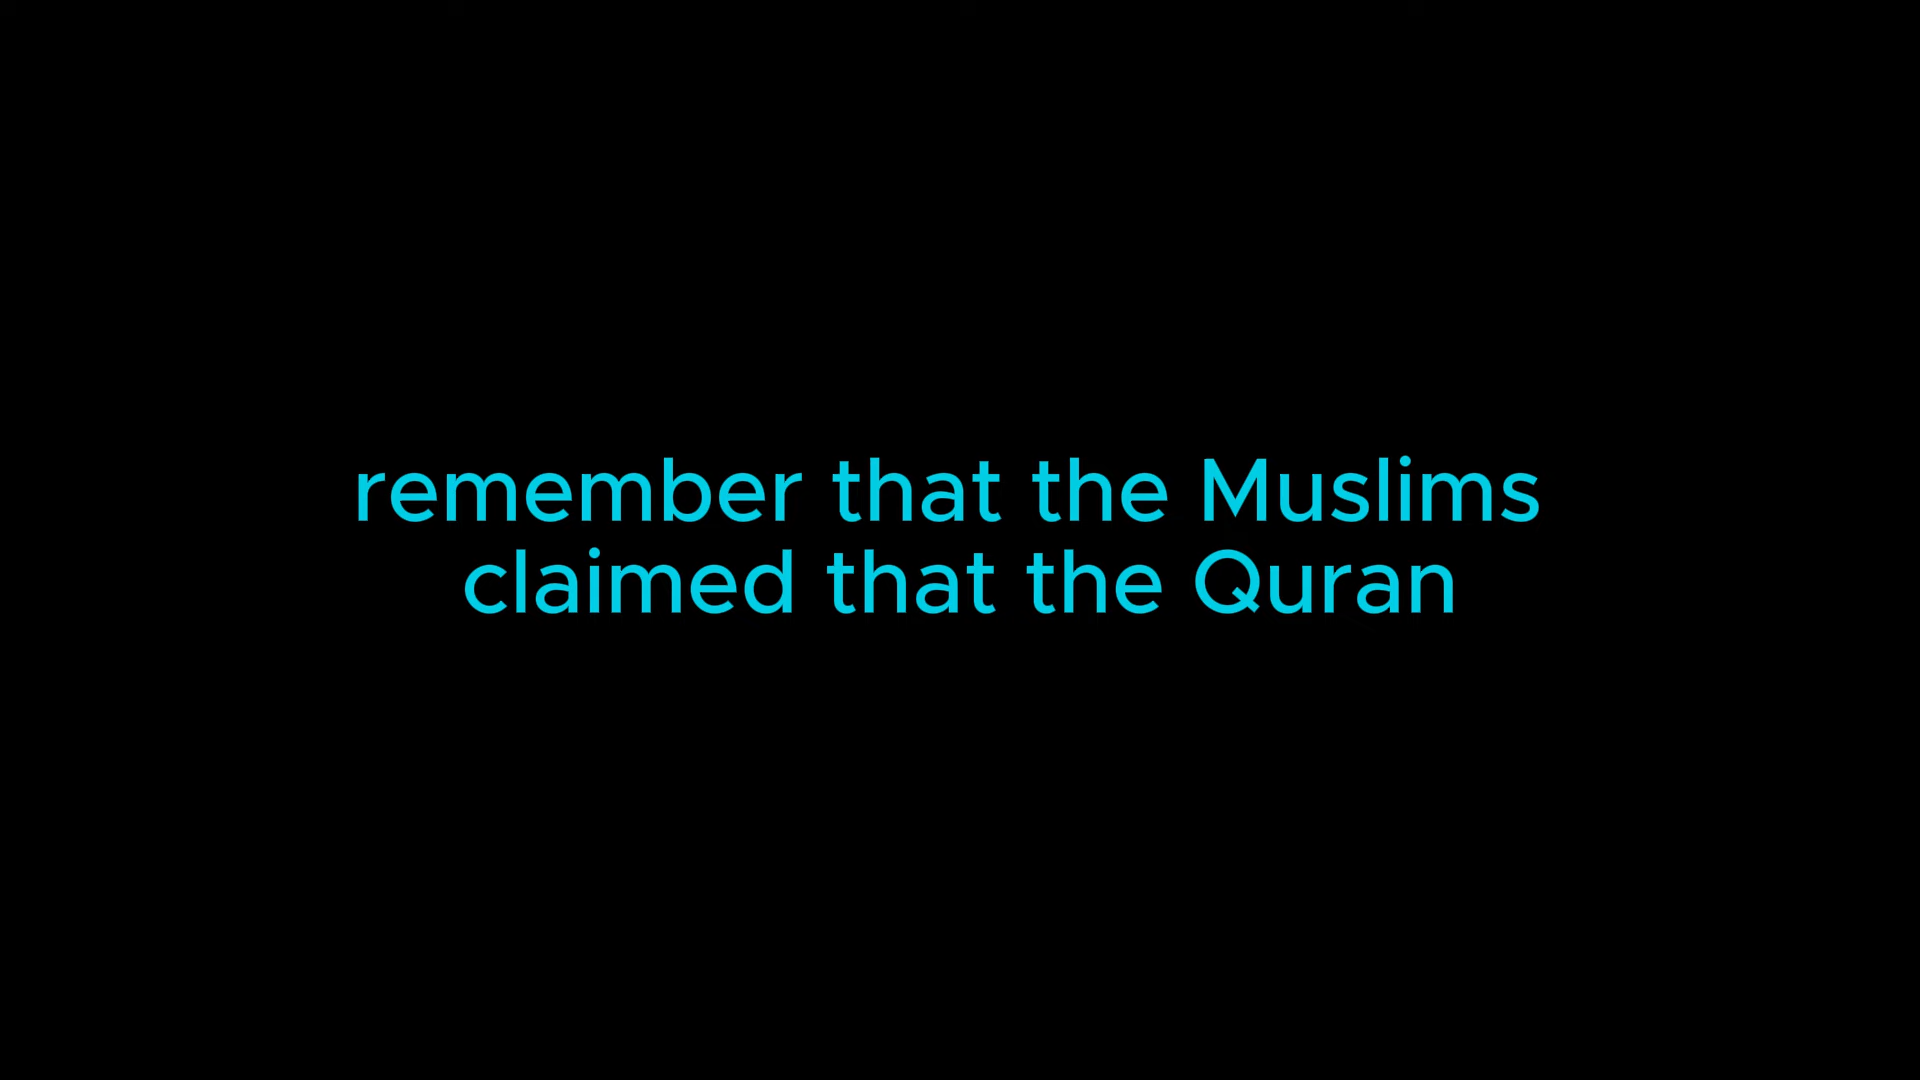 remember that the Muslims
claimed that the Quran